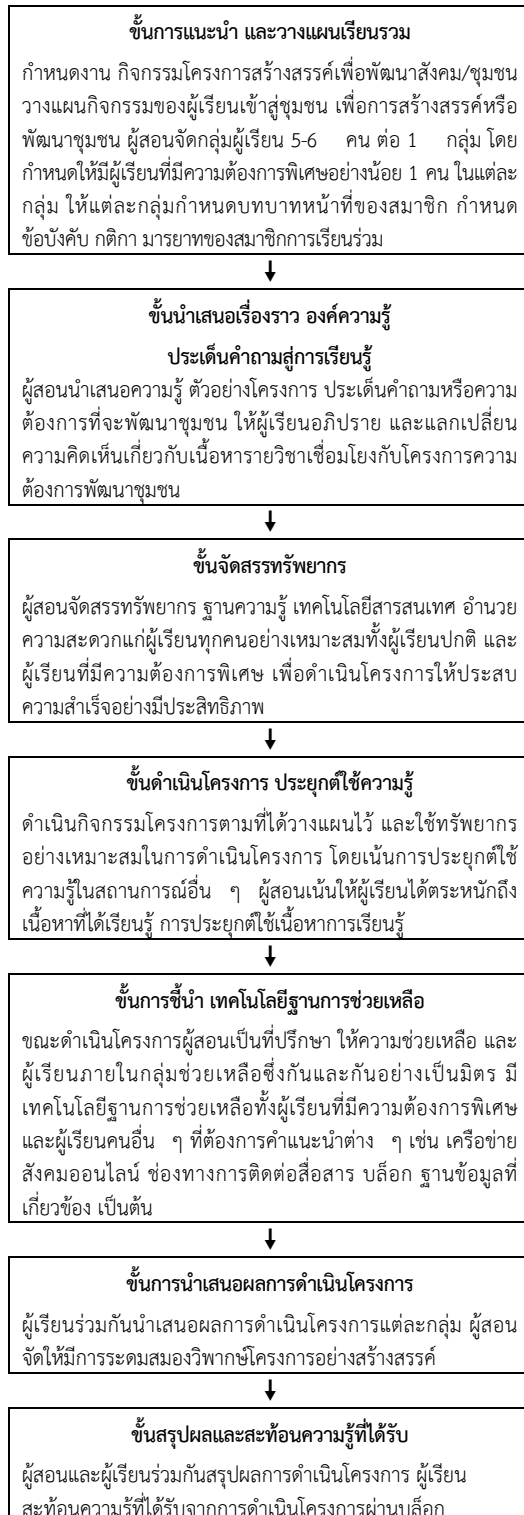 ขั้นการแนะนำ และวางแผนเรียนรวม
กำหนดงาน กิจกรรมโครงการสร้างสรรค์เพื่อพัฒนาสังคม/ชุมชน
วางแผนกิจกรรมของผู้เรียนเข้าสู่ชุมชน เพื่อการสร้างสรรค์หรือ
พัฒนาชุมชน ผู้สอนจัดกลุ่มผู้เรียน 5-6 คน ต่อ 1 กลุ่ม โดย
กำหนดให้มีผู้เรียนที่มีความต้องการพิเศษอย่างน้อย 1 คน ในแต่ละ
กลุ่ม ให้แต่ละกลุ่มกำหนดบทบาทหน้าที่ของสมาชิก กำหนด
ข้อบังคับ กติกา มารยาทของสมาชิกการเรียนร่วม
ขั้นนำเสนอเรื่องราว องค์ความรู้
ประเด็นคำถามสู่การเรียนรู้
ผู้สอนนำเสนอความรู้ ตัวอย่างโครงการ ประเด็นคำถามหรือความ
ต้องการที่จะพัฒนาชุมชน ให้ผู้เรียนอภิปราย และแลกเปลี่ยน
ความคิดเห็นเกี่ยวกับเนื้อหารายวิชาเชื่อมโยงกับโครงการความ
ต้องการพัฒนาชุมชน
ขั้นจัดสรรทรัพยากร
ผู้สอนจัดสรรทรัพยากร ฐานความรู้ เทคโนโลยีสารสนเทศ อำนวย
ความสะดวกแก่ผู้เรียนทุกคนอย่างเหมาะสมทั้งผู้เรียนปกติ และ
ผู้เรียนที่มีความต้องการพิเศษ เพื่อดำเนินโครงการให้ประสบ
ความสำเร็จอย่างมีประสิทธิภาพ
ขั้นดำเนินโครงการ ประยุกต์ใช้ความรู้
ดำเนินกิจกรรมโครงการตามที่ได้วางแผนไว้ และใช้ทรัพยากร
อย่างเหมาะสมในการดำเนินโครงการ โดยเน้นการประยุกต์ใช้
ความรู้ในสถานการณ์อื่น ๆ ผู้สอนเน้นให้ผู้เรียนได้ตระหนักถึง
เนื้อหาที่ได้เรียนรู้ การประยุกต์ใช้เนื้อหาการเรียนรู้
ขั้นการชี้นำ เทคโนโลยีฐานการช่วยเหลือ
ขณะดำเนินโครงการผู้สอนเป็นที่ปรึกษา ให้ความช่วยเหลือ และ
ผู้เรียนภายในกลุ่มช่วยเหลือซึ่งกันและกันอย่างเป็นมิตร มี
เทคโนโลยีฐานการช่วยเหลือทั้งผู้เรียนที่มีความต้องการพิเศษ
และผู้เรียนคนอื่น ๆ ที่ต้องการคำแนะนำต่าง ๆ เช่น เครือข่าย
สังคมออนไลน์ ช่องทางการติดต่อสื่อสาร บล็อก ฐานข้อมูลที่
เกี่ยวข้อง เป็นต้น
ขั้นการนำเสนอผลการดำเนินโครงการ
ผู้เรียนร่วมกันนำเสนอผลการดำเนินโครงการแต่ละกลุ่ม ผู้สอน
จัดให้มีการระดมสมองวิพากษ์โครงการอย่างสร้างสรรค์
ขั้นสรุปผลและสะท้อนความรู้ที่ได้รับ
ผู้สอนและผู้เรียนร่วมกันสรุปผลการดำเนินโครงการ ผู้เรียน
สะท้อนความรู้ที่ได้รับจากการดำเนินโครงการผ่านบล็อก